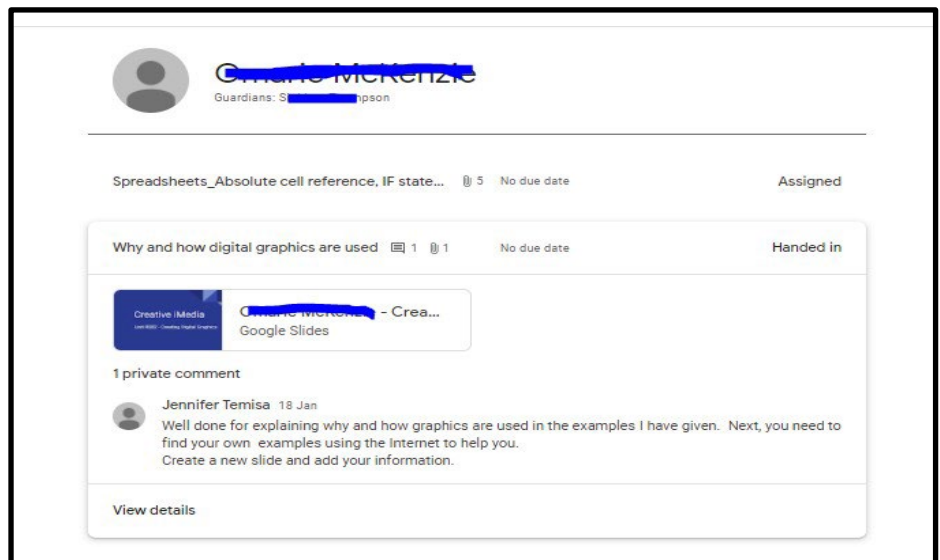 Guardians:
Spreadsheets_Absolute cell reference, IF state... 5 No due date Assigned
Why and how digital graphics are used 1 1 No due date Handed in
Creative iMedia
- Crea...
Google Slides
1 private comment
Jennifer Temisa 18 Jan
Well done for explaining why and how graphics are used in the examples I have given. Next, you need to
find your own examples using the Internet to help you.
Create a new slide and add your information.
View details